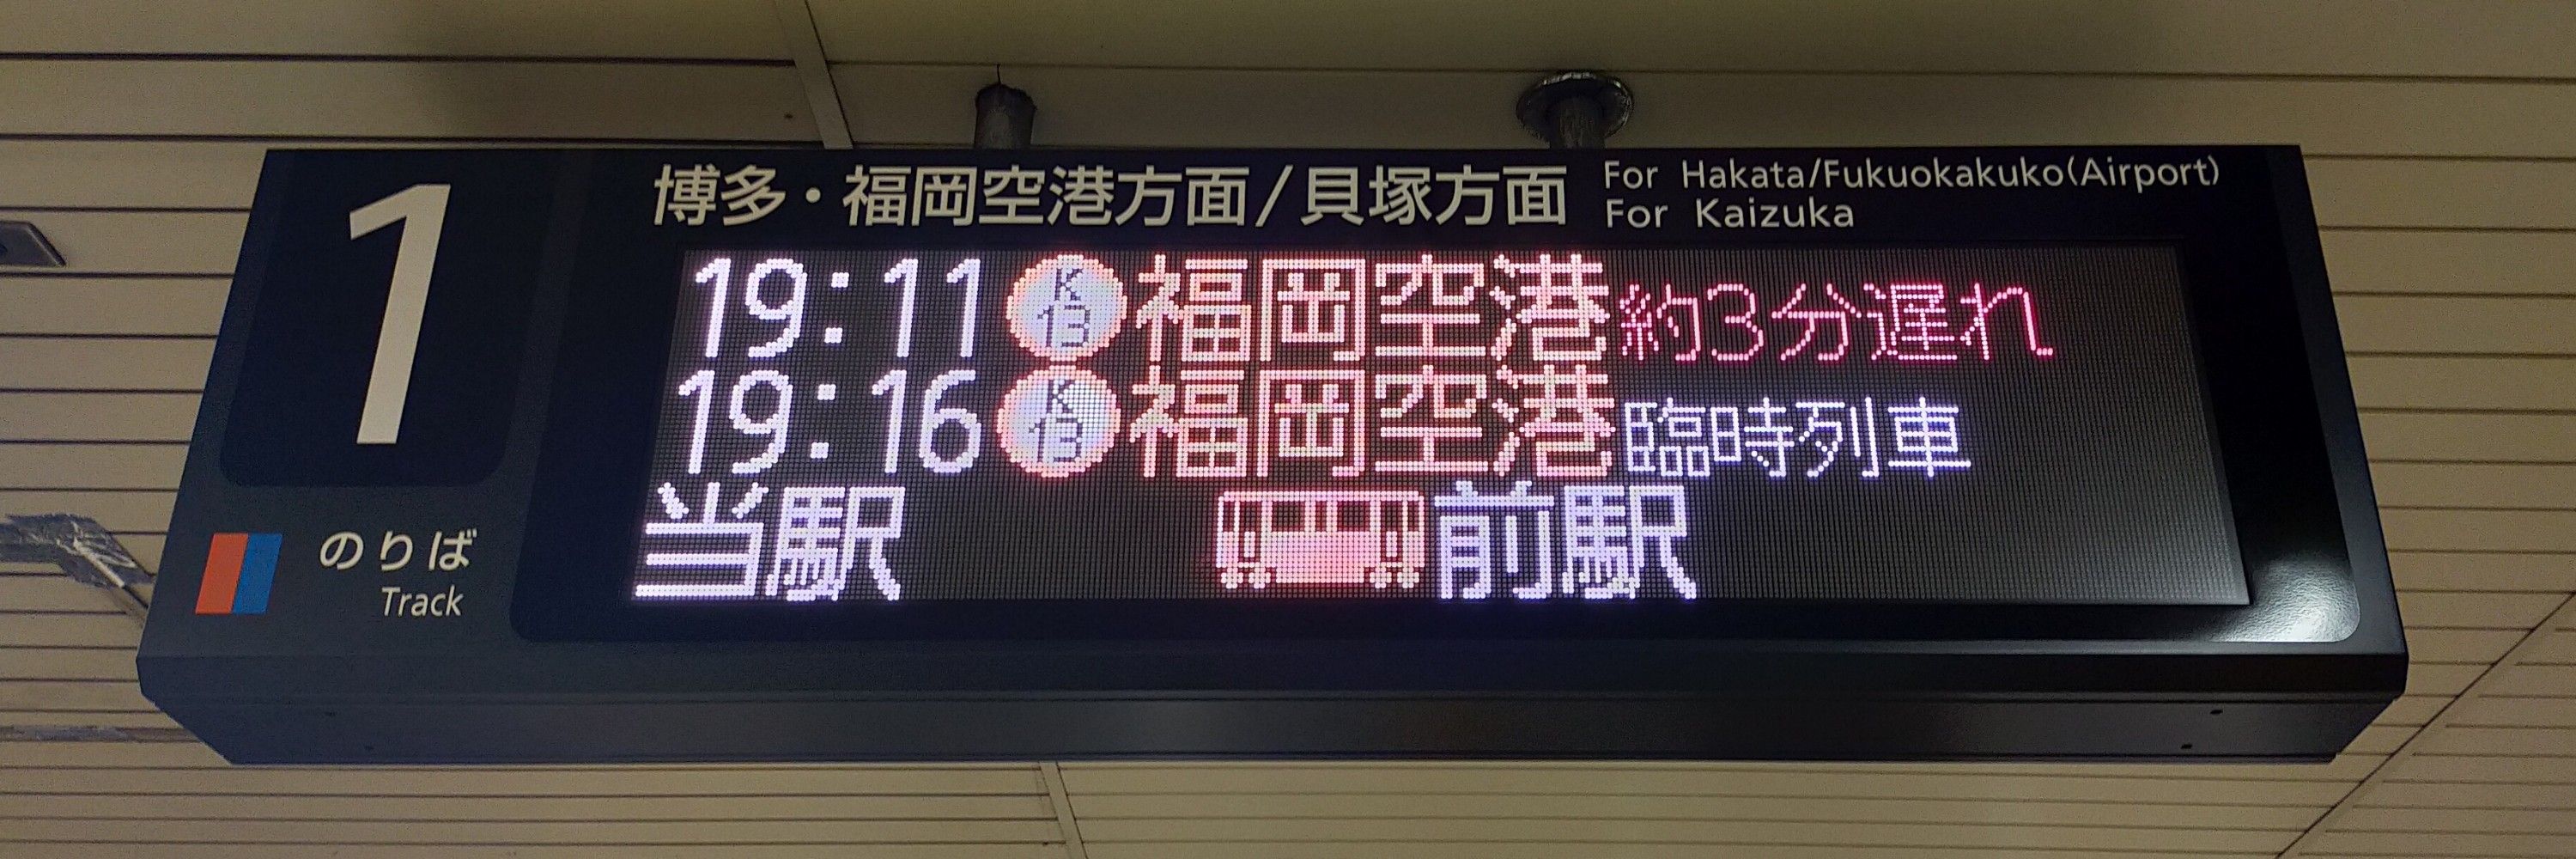 1
のりば
Track
博多・福岡空港方面/貝塚方面
For Hakata/Fukuokakuko(Airport)
For Kaizuka
19:11 K13 福岡空港 約3分遅れ
19:16 K13 福岡空港 臨時列車
当駅 前駅